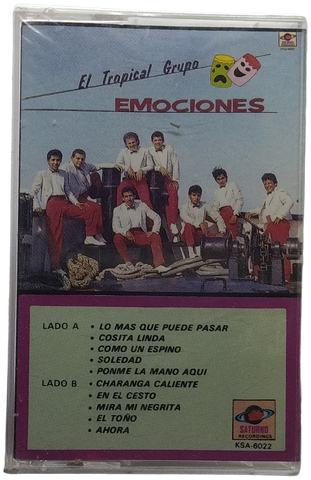 El Tropical Grupo
EMOCIONES
LADO A • LO MAS QUE PUEDE PASAR
• COSITA LINDA
• COMO UN ESPINO
• SOLEDAD
• PONME LA MANO AQUI
LADO B • CHARANGA CALIENTE
• EN EL CESTO
• MIRA MI NEGRITA
• EL TOÑO
• AHORA
SATURNO
RECORDINGS
KSA-6022